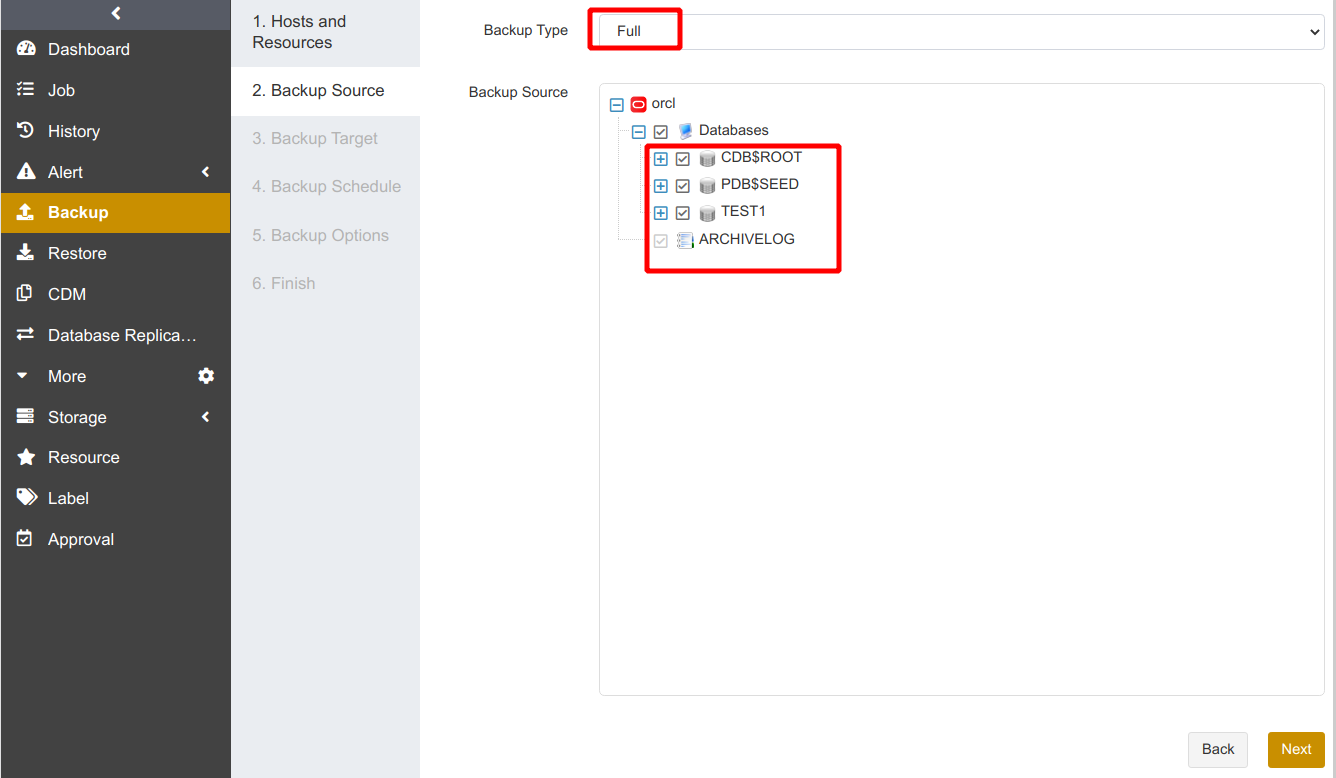 Dashboard
Job
History
Alert
Backup
Restore
CDM
Database Replica…
More
Storage
Resource
Label
Approval
1. Hosts and
Resources
2. Backup Source
3. Backup Target
4. Backup Schedule
5. Backup Options
6. Finish
Backup Type
Full
Backup Source
orcl
Databases
CDB$ROOT
PDB$SEED
TEST1
ARCHIVELOG
Back
Next